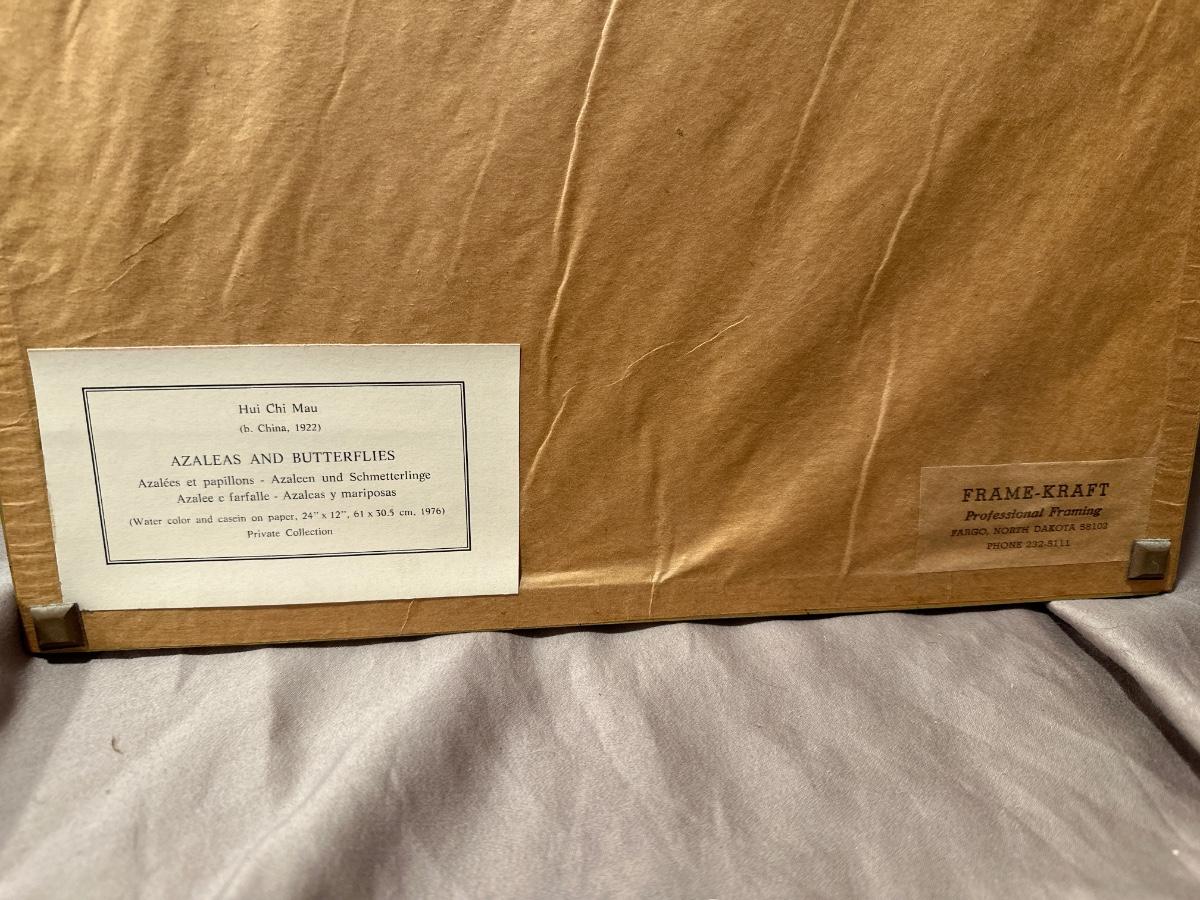 Hui Chi Mau
(b. China, 1922)
AZALEAS AND BUTTERFLIES
Azalées et papillons - Azaleen und Schmetterlinge
Azalee e farfalle - Azaleas y mariposas
(Water color and casein on paper, 24" x 12", 61 x 30.5 cm, 1976)
Private Collection
FRAME-KRAFT
Professional Framing
FARGO, NORTH DAKOTA 58102
PHONE 232-5111